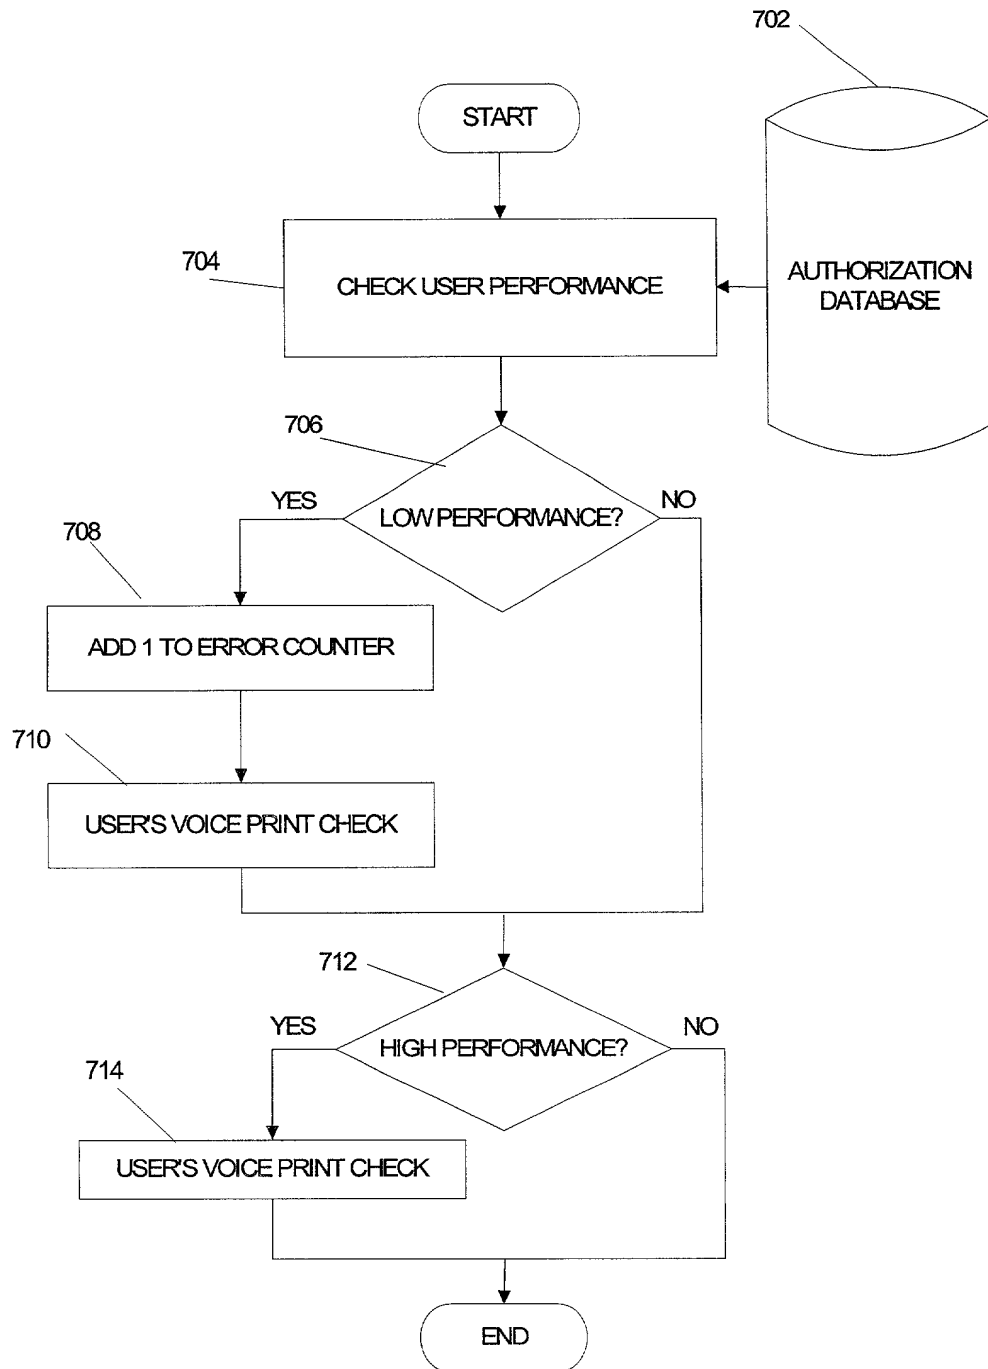 702
START
704
CHECK USER PERFORMANCE
AUTHORIZATION
DATABASE
706
YES
LOW PERFORMANCE?
NO
708
ADD 1 TO ERROR COUNTER
710
USER'S VOICE PRINT CHECK
712
YES
HIGH PERFORMANCE?
NO
714
USER'S VOICE PRINT CHECK
END